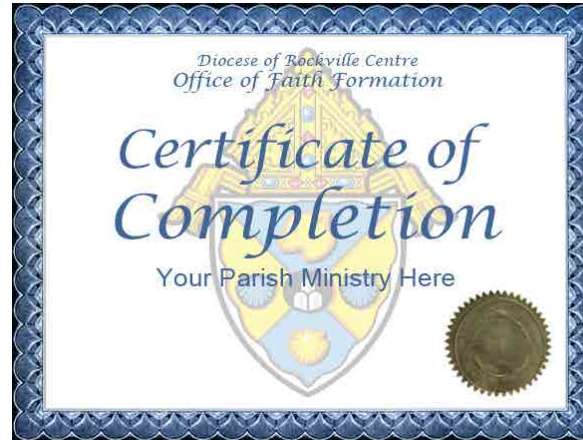 Diocese of Rockville Centre
Office of Faith Formation
Certificate of
Completion
Your Parish Ministry Here